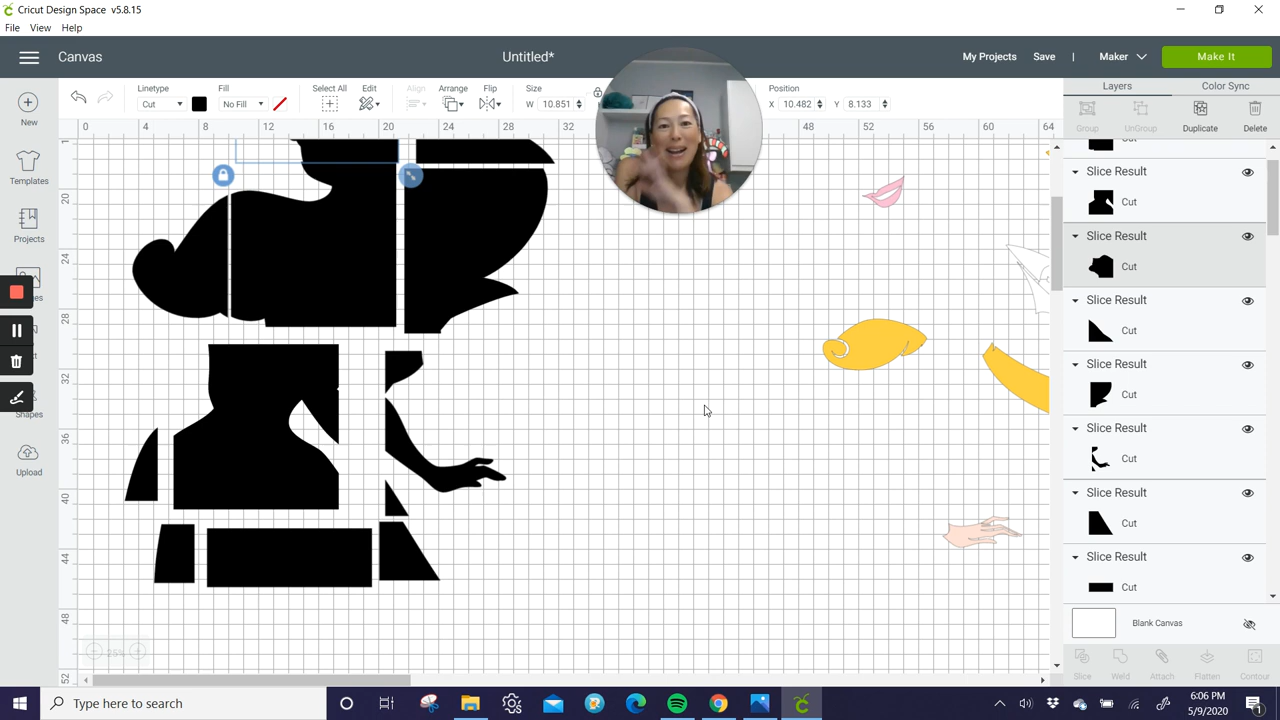 Cricut Design Space v5.8.15
File View Help
Canvas
Untitled*
My Projects Save | Maker Make It
Linetype Fill Select All Edit Align Arrange Flip Size Position
Cut No Fill W 10.851 X 10.482 Y 8.133
Layers Color Sync
Group UnGroup Duplicate Delete
0 4 8 12 16 20 24 28 32 48 52 56 60 64
New
Templates
Projects
Shapes
Upload
20
24
28
32
36
40
44
48
52
Cut
Slice Result
Cut
Slice Result
Cut
Slice Result
Cut
Slice Result
Cut
Slice Result
Cut
Slice Result
Cut
Slice Result
Cut
Blank Canvas
25%
Slice Weld Attach Flatten Contour
Type here to search
6:06 PM
5/9/2020
1